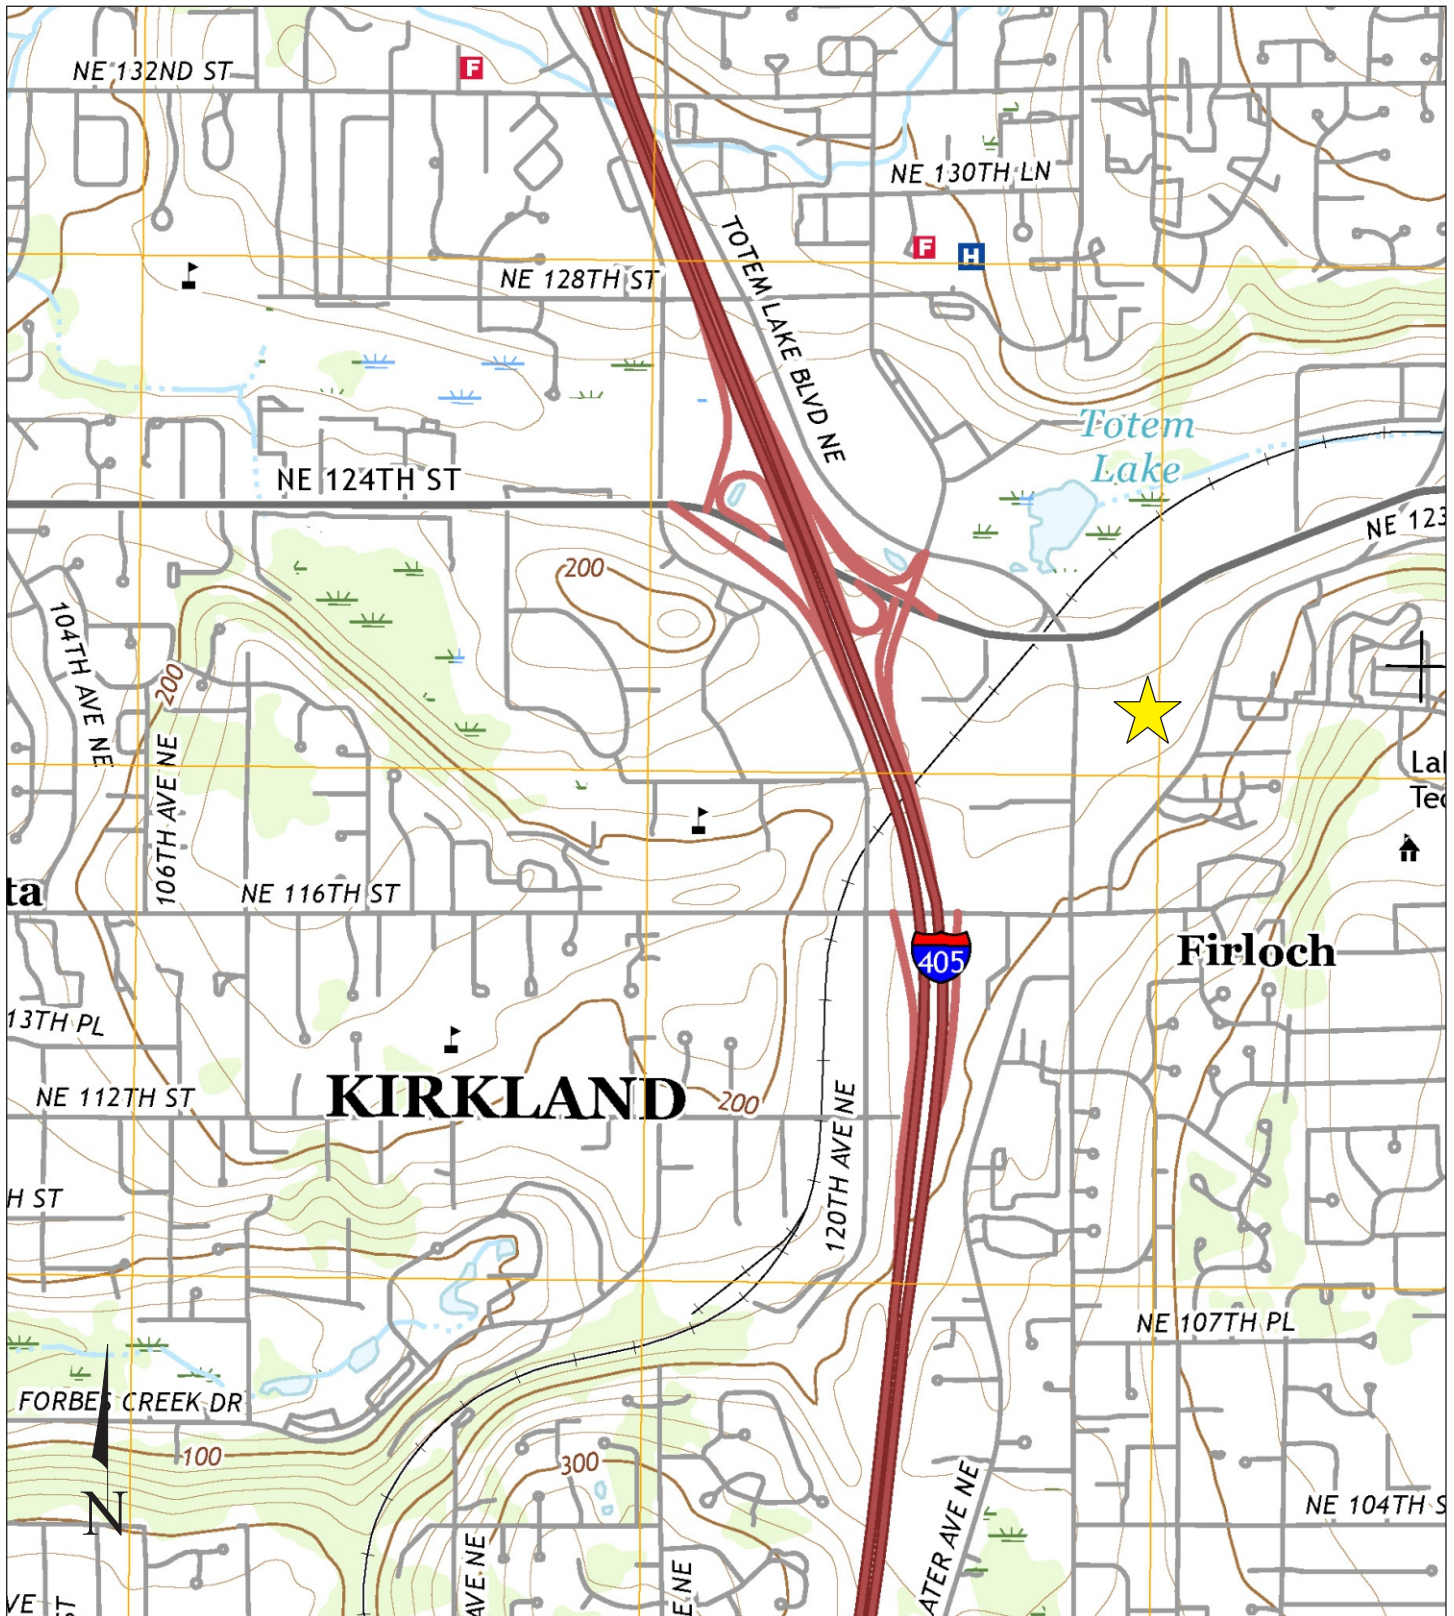 NE 132ND ST
F
NE 130TH LN
TOTEM LAKE BLVD NE
F
H
NE 128TH ST
Totem
Lake
NE 124TH ST
NE 123
200
104TH AVE NE
200
106TH AVE NE
Lal
Tec
ta
NE 116TH ST
405
Firloch
13TH PL
KIRKLAND
NE 112TH ST
200
120TH AVE NE
H ST
NE 107TH PL
FORBES CREEK DR
100
300
N
NE 104TH S
AVE NE
E NE
ATER AVE NE
VE
ST